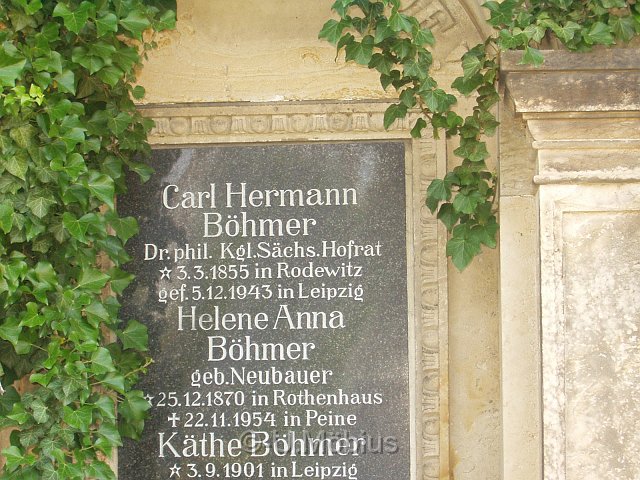 Carl Hermann
Böhmer
Dr. phil. Kgl. Sächs. Hofrat
☆ 3.3.1855 in Rodewitz
gef. 5.12.1943 in Leipzig
Helene Anna
Böhmer
geb. Neubauer
☆ 25.12.1870 in Rothenhaus
✝ 22.11.1954 in Peine
Käthe Böhmer
☆ 3.9.1901 in Leipzig